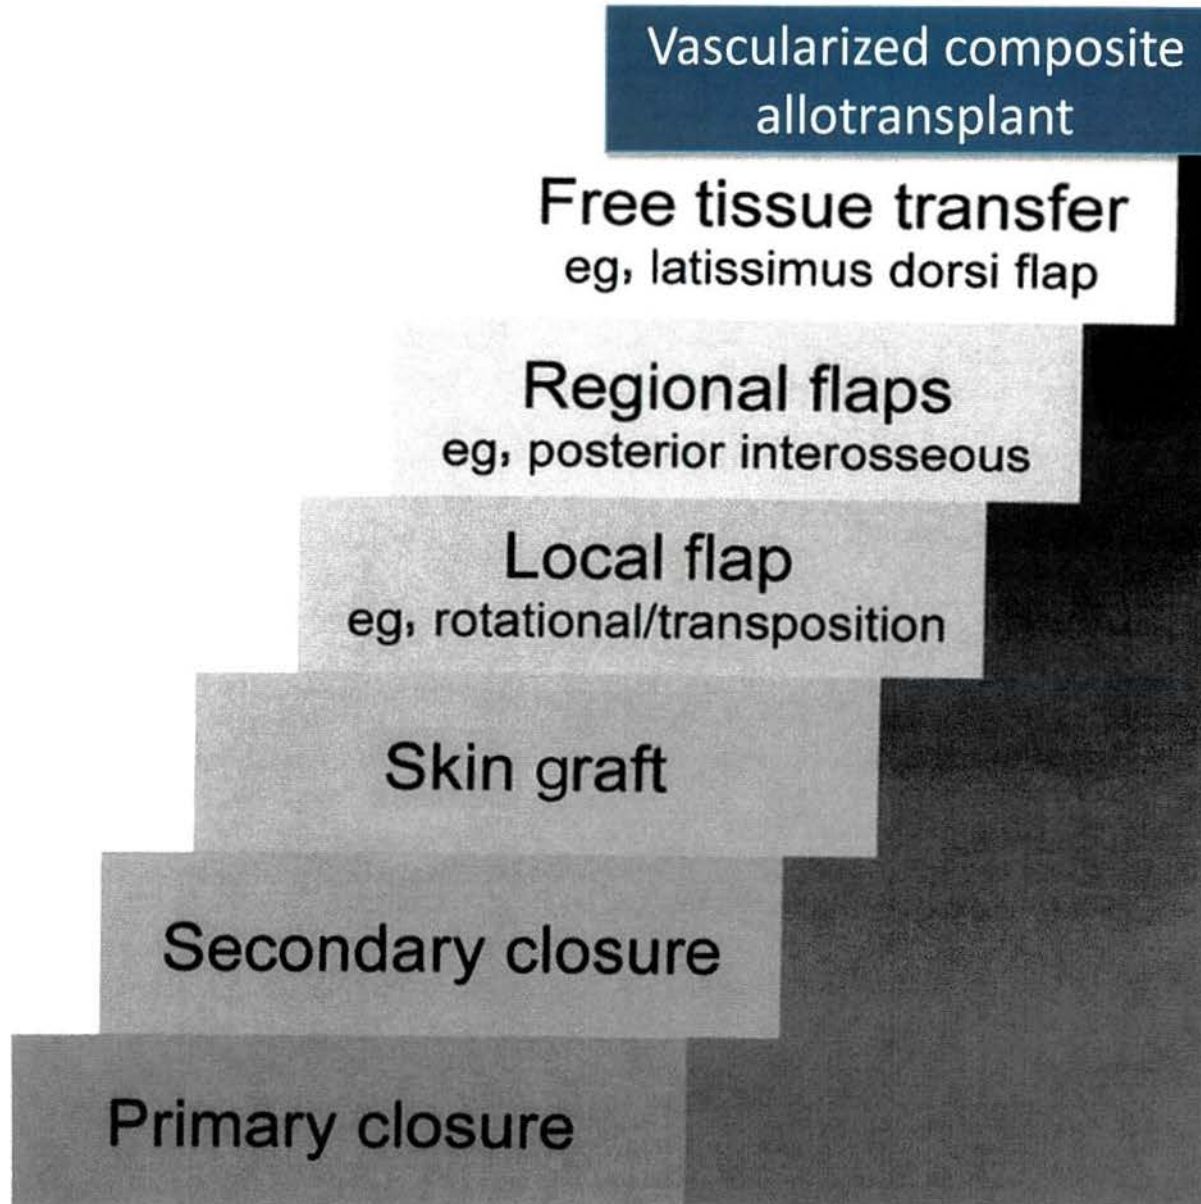 Vascularized composite
allotransplant
Free tissue transfer
eg, latissimus dorsi flap
Regional flaps
eg, posterior interosseous
Local flap
eg, rotational/transposition
Skin graft
Secondary closure
Primary closure